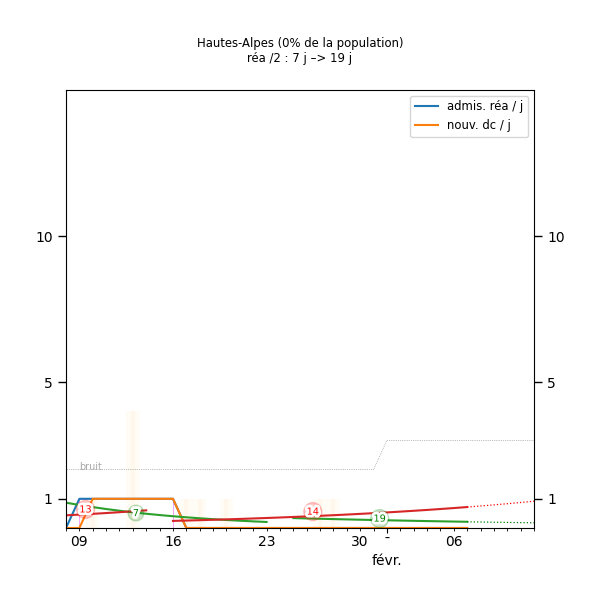 Hautes-Alpes (0% de la population)
réa /2 : 7 j –> 19 j
admis. réa / j
nouv. dc / j
10 10
5 5
bruit
1 1
13 7 14 19
09 16 23 30 - 06
févr.